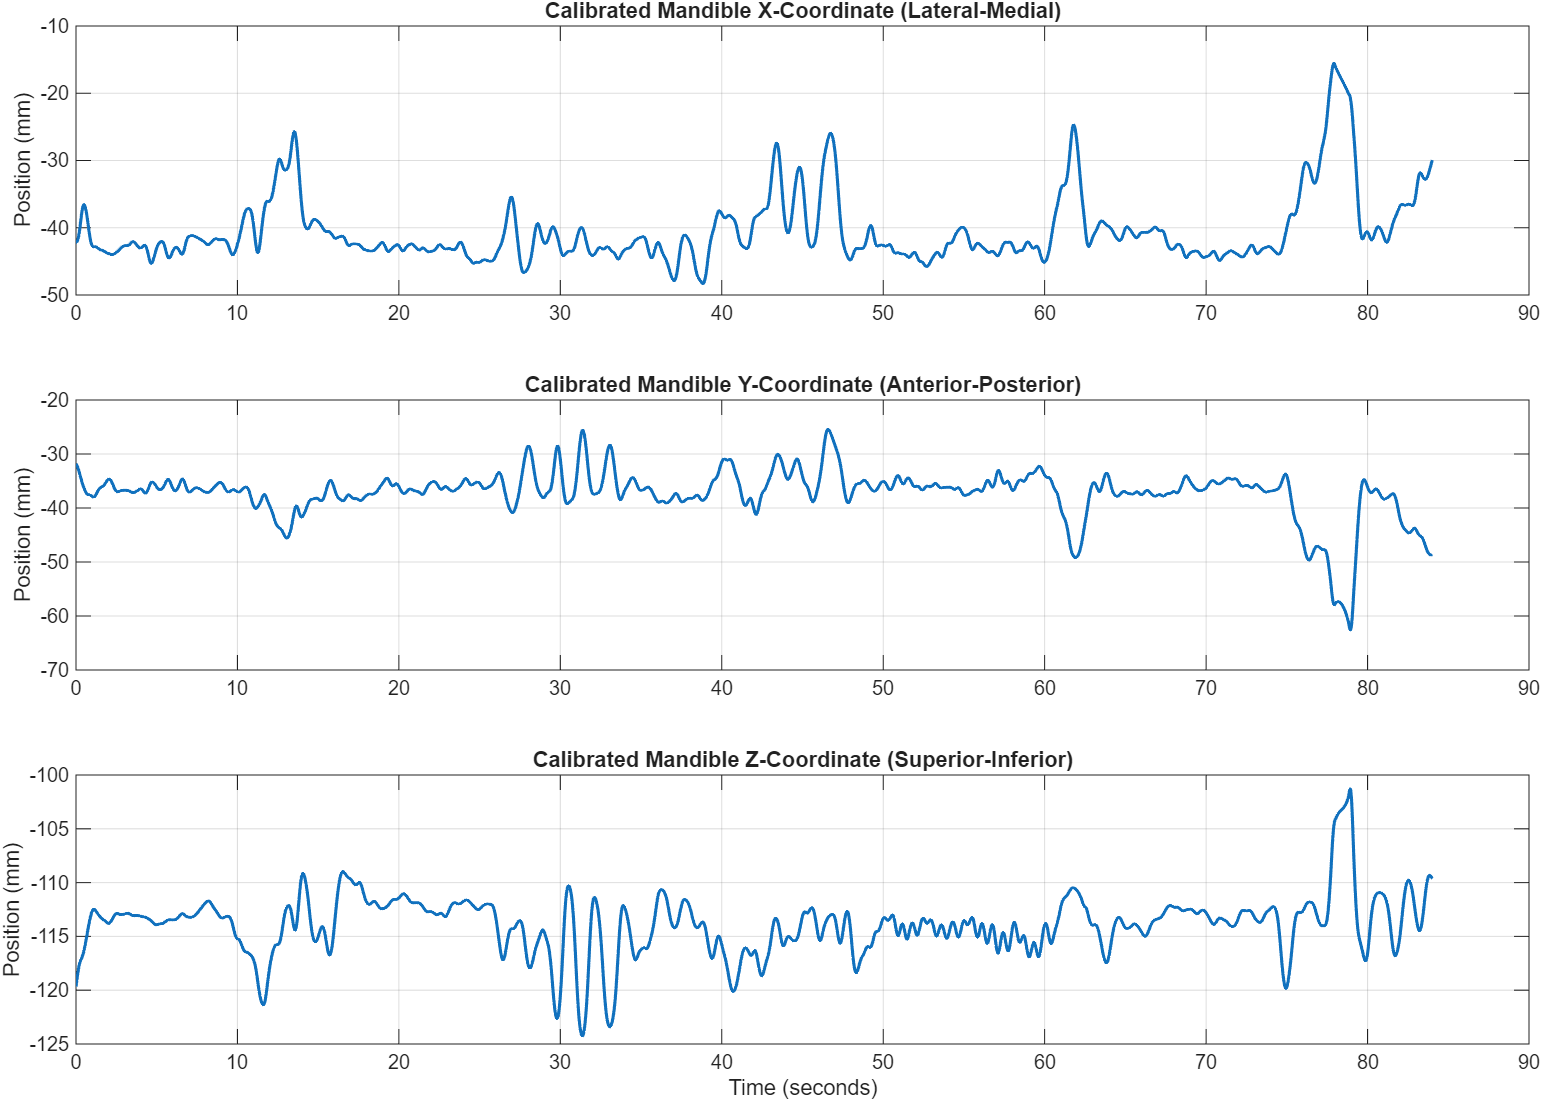 Calibrated Mandible X-Coordinate (Lateral-Medial)
Position (mm)
-10
-20
-30
-40
-50
0 10 20 30 40 50 60 70 80 90
Calibrated Mandible Y-Coordinate (Anterior-Posterior)
Position (mm)
-20
-30
-40
-50
-60
-70
0 10 20 30 40 50 60 70 80 90
Calibrated Mandible Z-Coordinate (Superior-Inferior)
Position (mm)
-100
-105
-110
-115
-120
-125
0 10 20 30 40 50 60 70 80 90
Time (seconds)